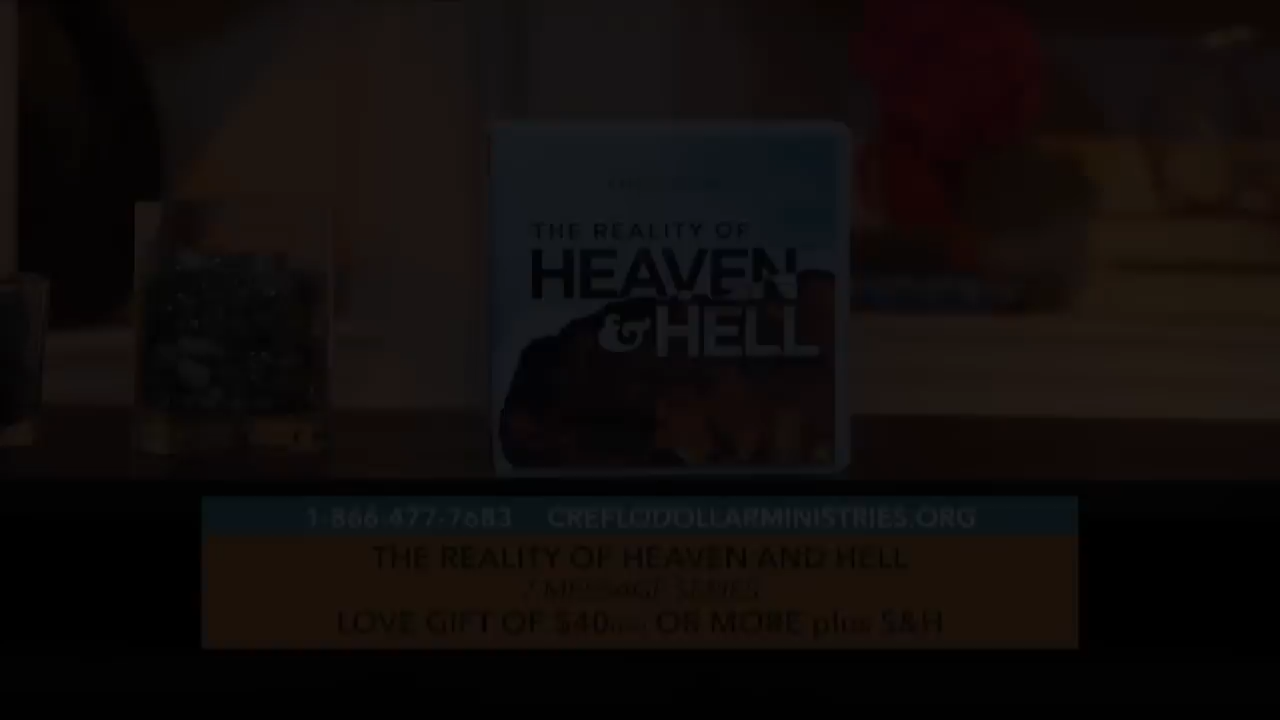 THE REALITY OF
HEAVEN
& HELL
1-866-477-7683 CREFLODOLLARMINISTRIES.ORG
THE REALITY OF HEAVEN AND HELL
MESSAGE SERIES
LOVE GIFT OF $40 OR MORE plus S&H